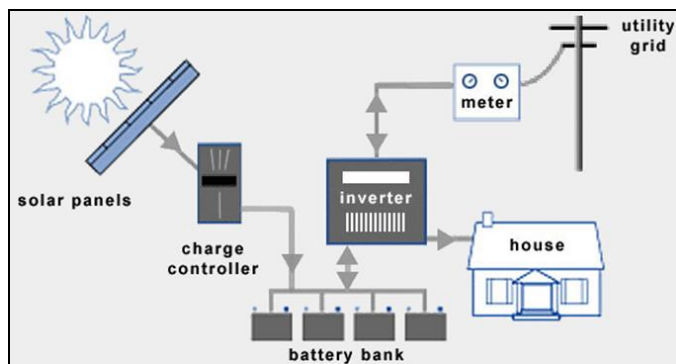 utility
grid
meter
solar panels
inverter
charge
controller
house
battery bank